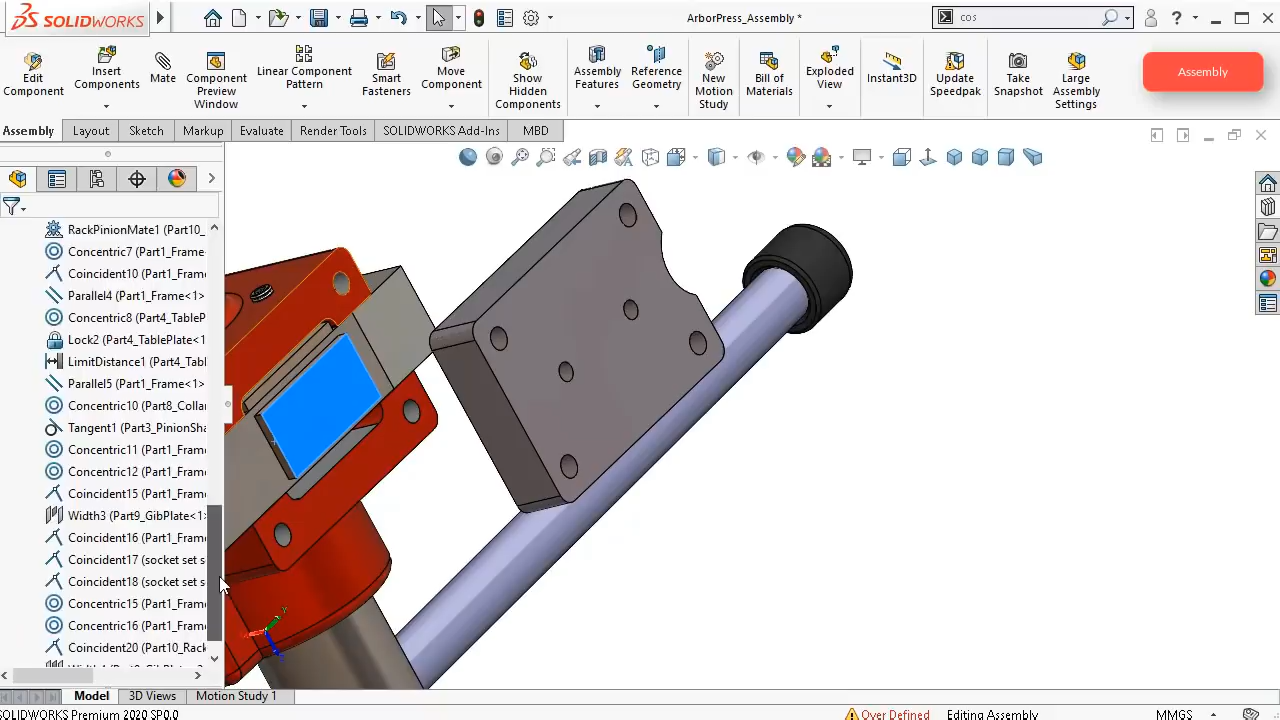 SOLIDWORKS
ArborPress_Assembly *
cos
?
Edit Component
Insert Components
Mate
Component Preview Window
Linear Component Pattern
Smart Fasteners
Move Component
Show Hidden Components
Assembly Features
Reference Geometry
New Motion Study
Bill of Materials
Exploded View
Instant3D
Update Speedpak
Take Snapshot
Large Assembly Settings
Assembly
Assembly
Layout
Sketch
Markup
Evaluate
Render Tools
SOLIDWORKS Add-Ins
MBD
RackPinionMate1 (Part10_
Concentric7 (Part1_Frame
Coincident10 (Part1_Fram
Parallel4 (Part1_Frame<1>
Concentric8 (Part4_TableP
Lock2 (Part4_TablePlate<1
LimitDistance1 (Part4_Tabl
Parallel5 (Part1_Frame<1>
Concentric10 (Part8_Collar
Tangent1 (Part3_PinionSha
Concentric11 (Part1_Fram
Concentric12 (Part1_Fram
Coincident15 (Part1_Fram
Width3 (Part9_GibPlate<1>
Coincident16 (Part1_Fram
Coincident17 (socket set s
Coincident18 (socket set s
Concentric15 (Part1_Fram
Concentric16 (Part1_Fram
Coincident20 (Part10_Rack
Model
3D Views
Motion Study 1
SOLIDWORKS Premium 2020 SP0.0
Over Defined
Editing Assembly
MMGS